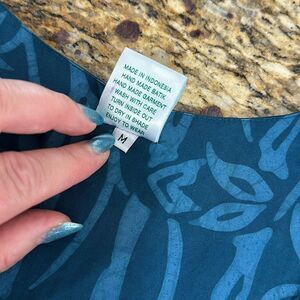 MADE IN INDONESIA
HAND MADE BATIK
HAND MADE GARMENT
WASH WITH CARE
TURN INSIDE OUT
TO DRY IN SHADE
ENJOY TO WEAR
M